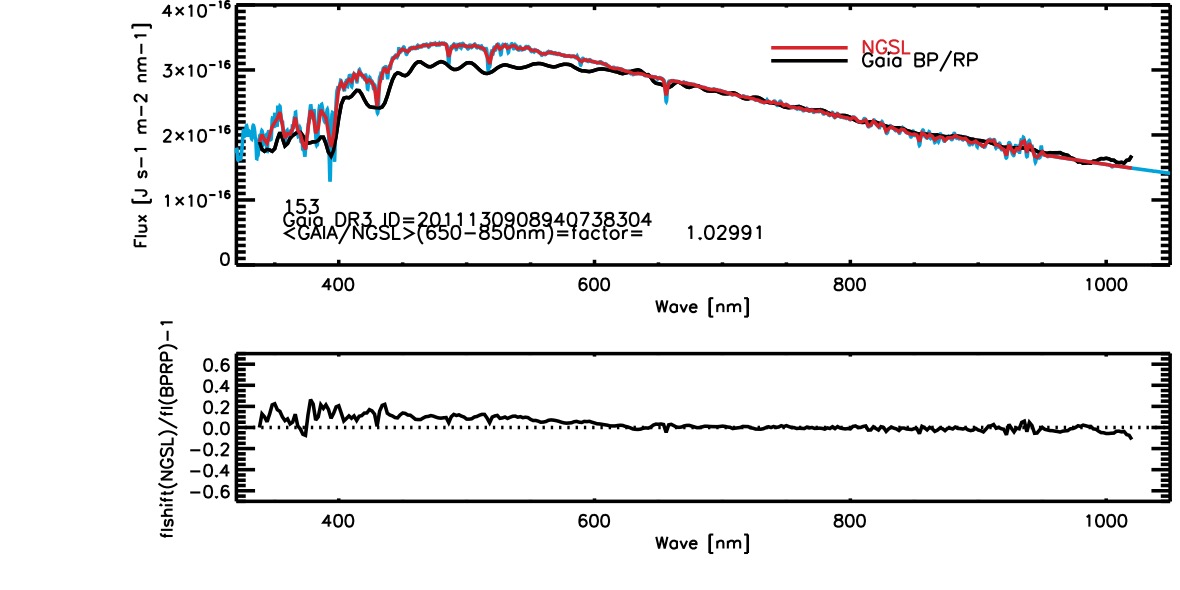 4×10−16
3×10−16
2×10−16
1×10−16
0
Flux [J s−1 m−2 nm−1]
NGSL
Gaia BP/RP
153
Gaia DR3 ID=2011130908940738304
<GAIA/NGSL>(650−850nm)=factor= 1.02991
400 600 800 1000
Wave [nm]
flshift(NGSL)/fl(BPRP)−1
0.6
0.4
0.2
0.0
−0.2
−0.4
−0.6
400 600 800 1000
Wave [nm]